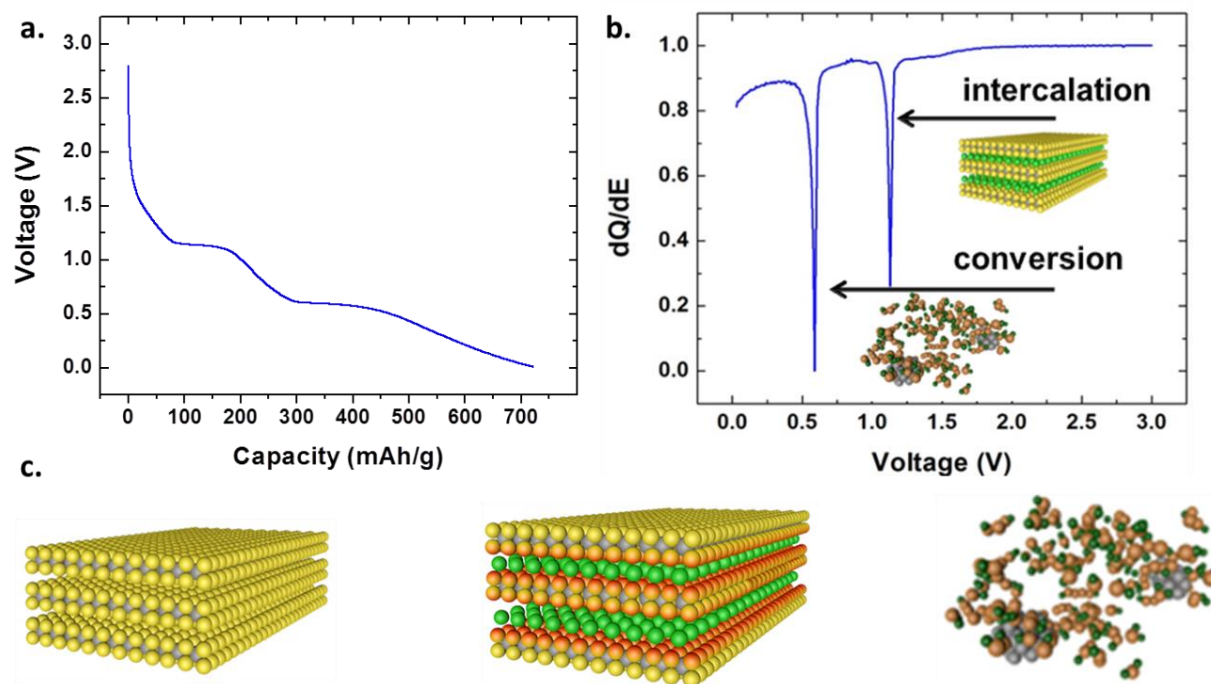 a.
3.0
2.5
2.0
1.5
1.0
0.5
0.0
Voltage (V)
0 100 200 300 400 500 600 700
Capacity (mAh/g)
b.
1.0
0.8
0.6
0.4
0.2
0.0
dQ/dE
intercalation
conversion
0.0 0.5 1.0 1.5 2.0 2.5 3.0
Voltage (V)
c.